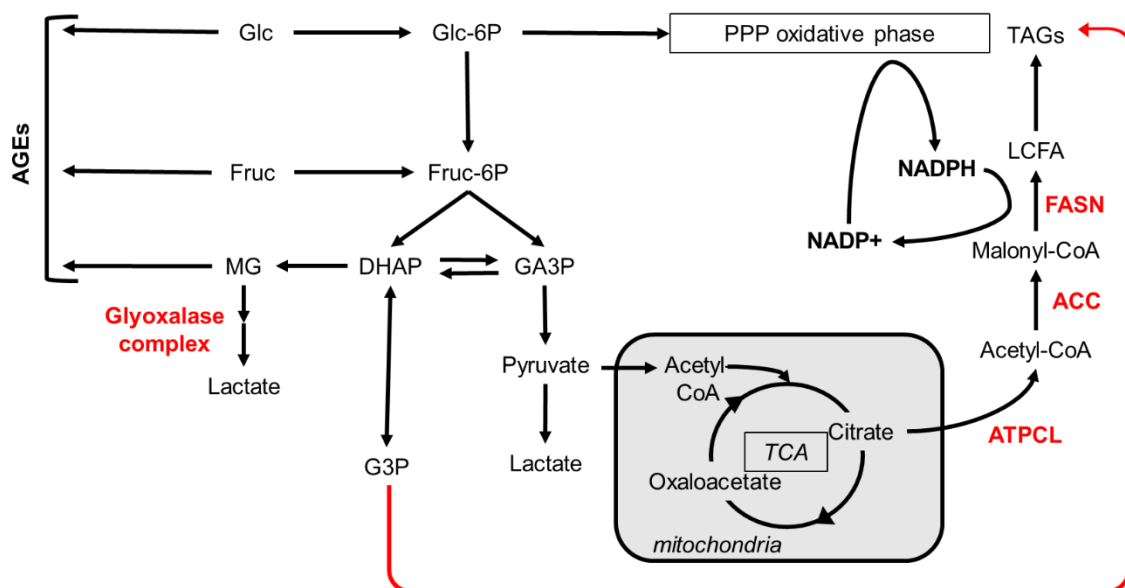 Glc
Glc-6P
PPP oxidative phase
TAGs
AGEs
LCFA
Fruc
Fruc-6P
NADPH
FASN
NADP+
Malonyl-CoA
MG
DHAP
GA3P
Glyoxalase
complex
ACC
Lactate
Pyruvate
Acetyl
CoA
Acetyl-CoA
Citrate
ATPCL
TCA
G3P
Lactate
Oxaloacetate
mitochondria